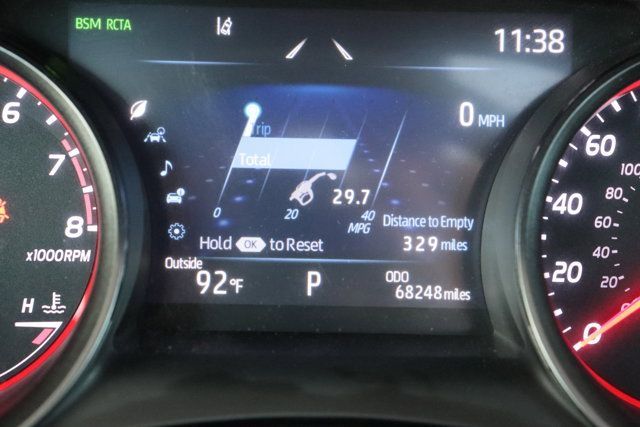 BSM RCTA
11:38
0 MPH
Trip
Total
29.7
0 20 40
MPG
Distance to Empty
329 miles
Hold OK to Reset
Outside
92°F
P
ODO
68248 miles
6
7
8
x1000RPM
H
60
40
20
0
100
80
60
40
20